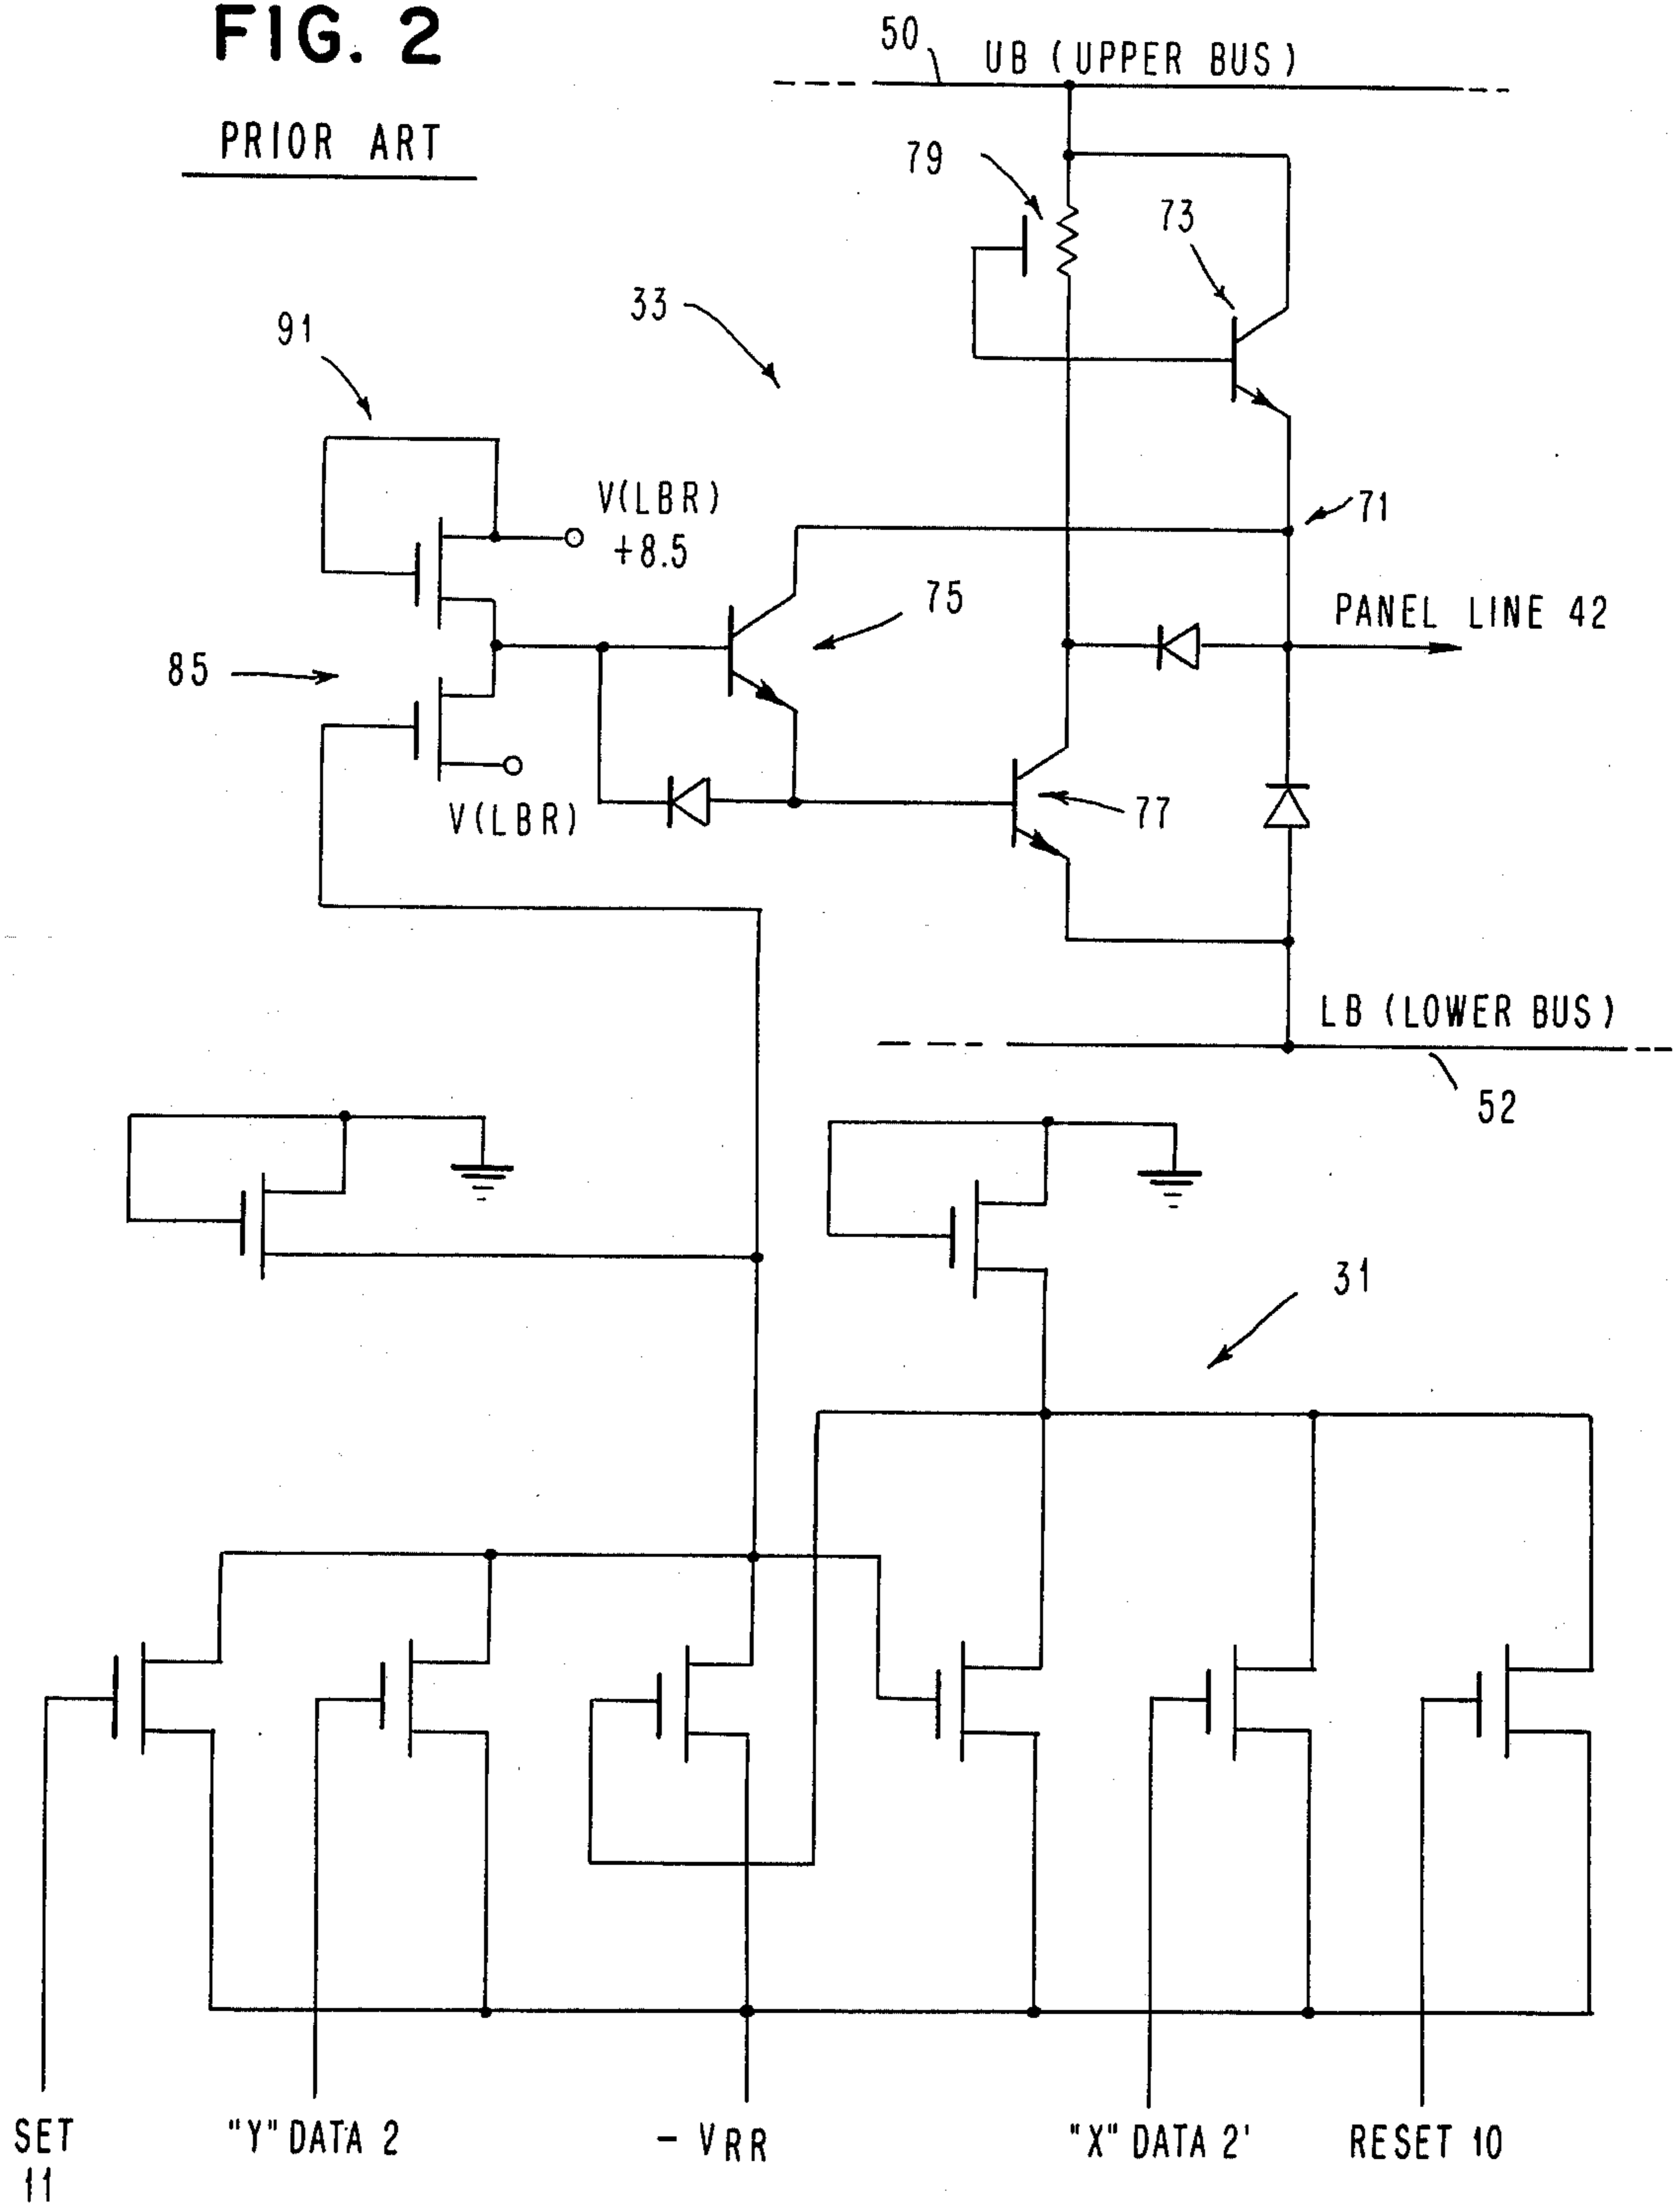 FIG. 2
PRIOR ART
50
UB (UPPER BUS)
79
73
33
91
V(LBR)
+8.5
71
75
PANEL LINE 42
85
V(LBR)
77
LB (LOWER BUS)
52
31
SET
11
"Y" DATA 2
- VRR
"X" DATA 2'
RESET 10